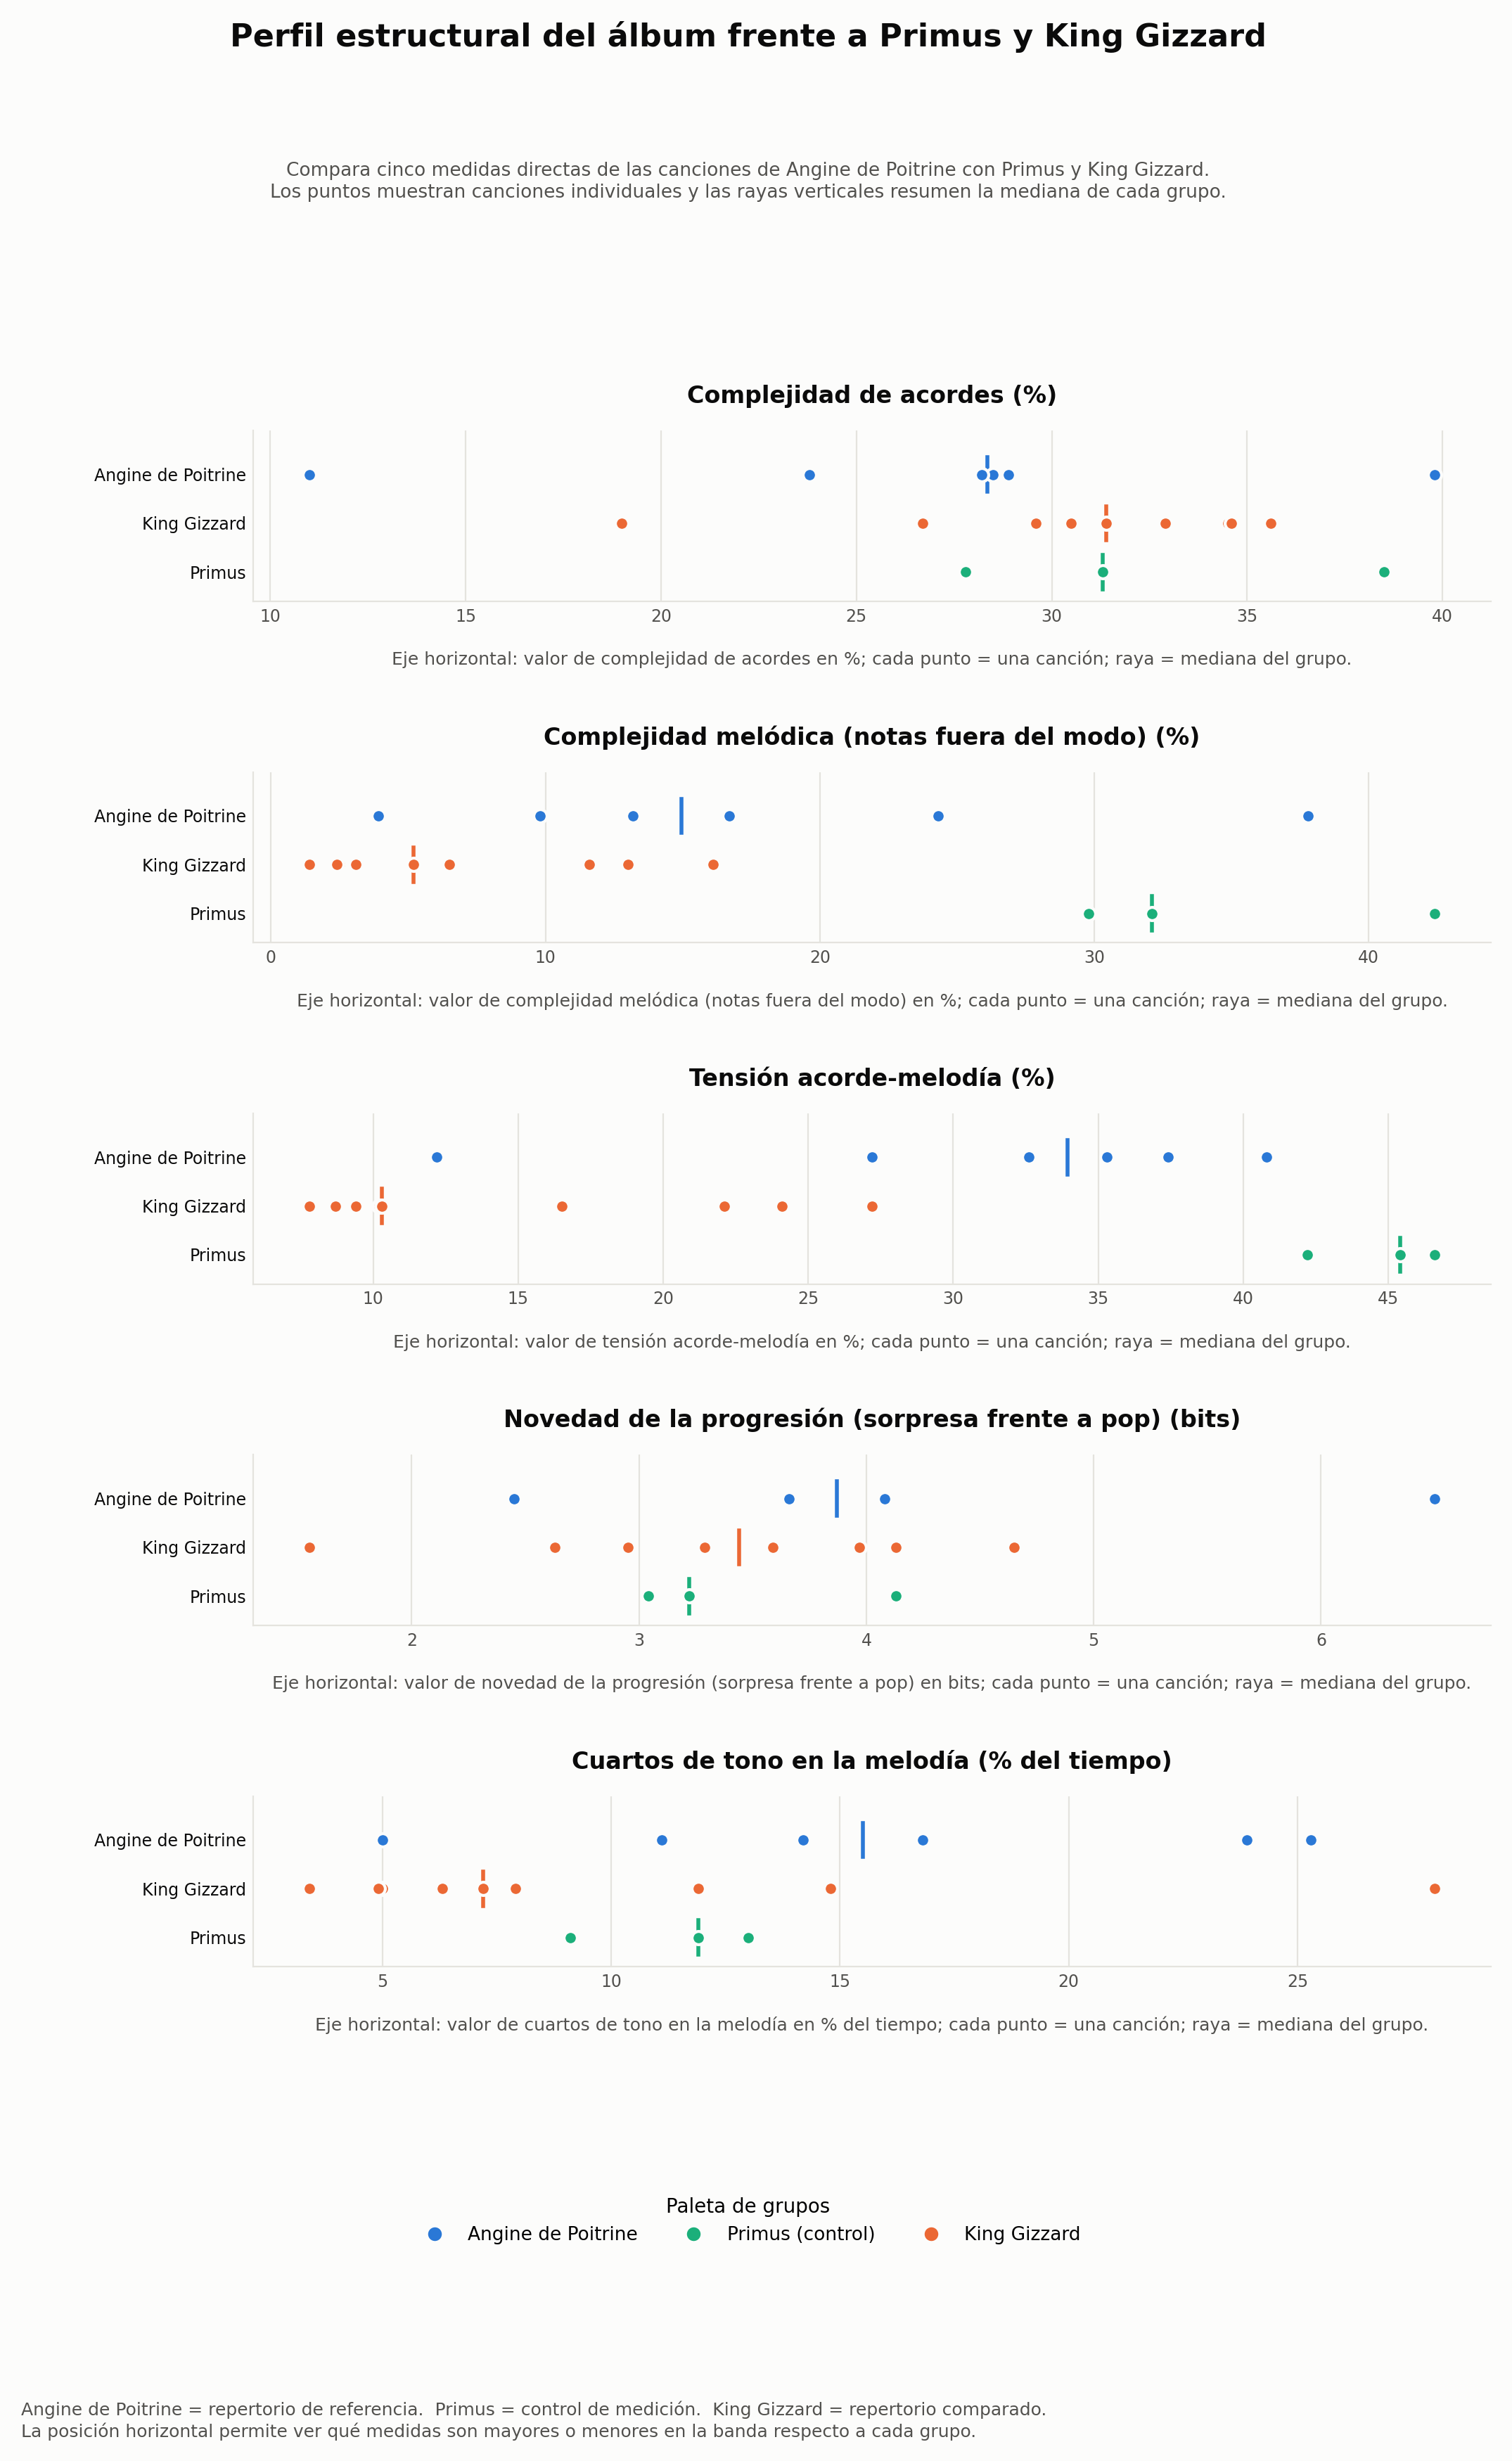 Perfil estructural del álbum frente a Primus y King Gizzard
Compara cinco medidas directas de las canciones de Angine de Poitrine con Primus y King Gizzard.
Los puntos muestran canciones individuales y las rayas verticales resumen la mediana de cada grupo.
Complejidad de acordes (%)
Angine de Poitrine
King Gizzard
Primus
10 15 20 25 30 35 40
Eje horizontal: valor de complejidad de acordes en %; cada punto = una canción; raya = mediana del grupo.
Complejidad melódica (notas fuera del modo) (%)
Angine de Poitrine
King Gizzard
Primus
0 10 20 30 40
Eje horizontal: valor de complejidad melódica (notas fuera del modo) en %; cada punto = una canción; raya = mediana del grupo.
Tensión acorde-melodía (%)
Angine de Poitrine
King Gizzard
Primus
10 15 20 25 30 35 40 45
Eje horizontal: valor de tensión acorde-melodía en %; cada punto = una canción; raya = mediana del grupo.
Novedad de la progresión (sorpresa frente a pop) (bits)
Angine de Poitrine
King Gizzard
Primus
2 3 4 5 6
Eje horizontal: valor de novedad de la progresión (sorpresa frente a pop) en bits; cada punto = una canción; raya = mediana del grupo.
Cuartos de tono en la melodía (% del tiempo)
Angine de Poitrine
King Gizzard
Primus
5 10 15 20 25
Eje horizontal: valor de cuartos de tono en la melodía en % del tiempo; cada punto = una canción; raya = mediana del grupo.
Paleta de grupos
Angine de Poitrine Primus (control) King Gizzard
Angine de Poitrine = repertorio de referencia. Primus = control de medición. King Gizzard = repertorio comparado.
La posición horizontal permite ver qué medidas son mayores o menores en la banda respecto a cada grupo.